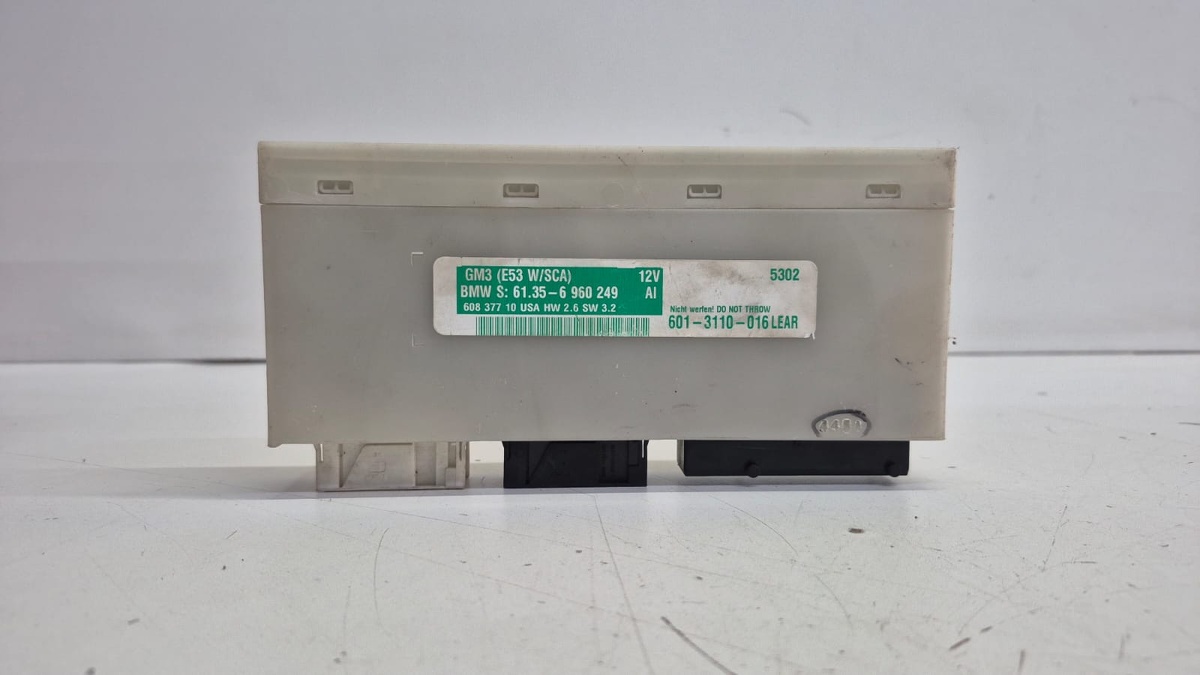 GM3 (E53 W/SCA) 12V
BMW S: 61.35-6 960 249 AI
608 377 10 USA HW 2.6 SW 3.2
5302
Nicht werfen! DO NOT THROW
601-3110-016 LEAR